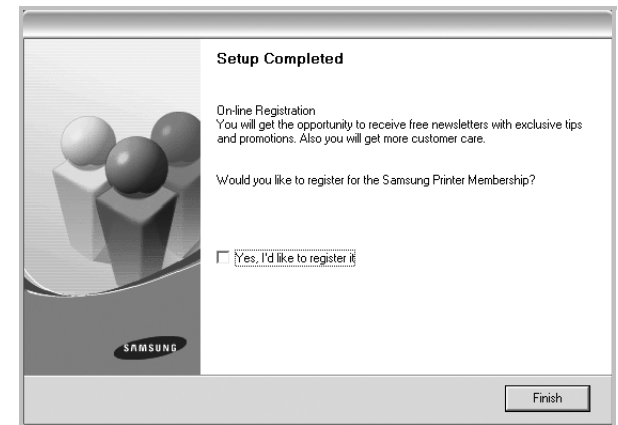 Setup Completed
On-line Registration
You will get the opportunity to receive free newsletters with exclusive tips
and promotions. Also you will get more customer care.
Would you like to register for the Samsung Printer Membership?
Yes, I'd like to register it
SAMSUNG
Finish